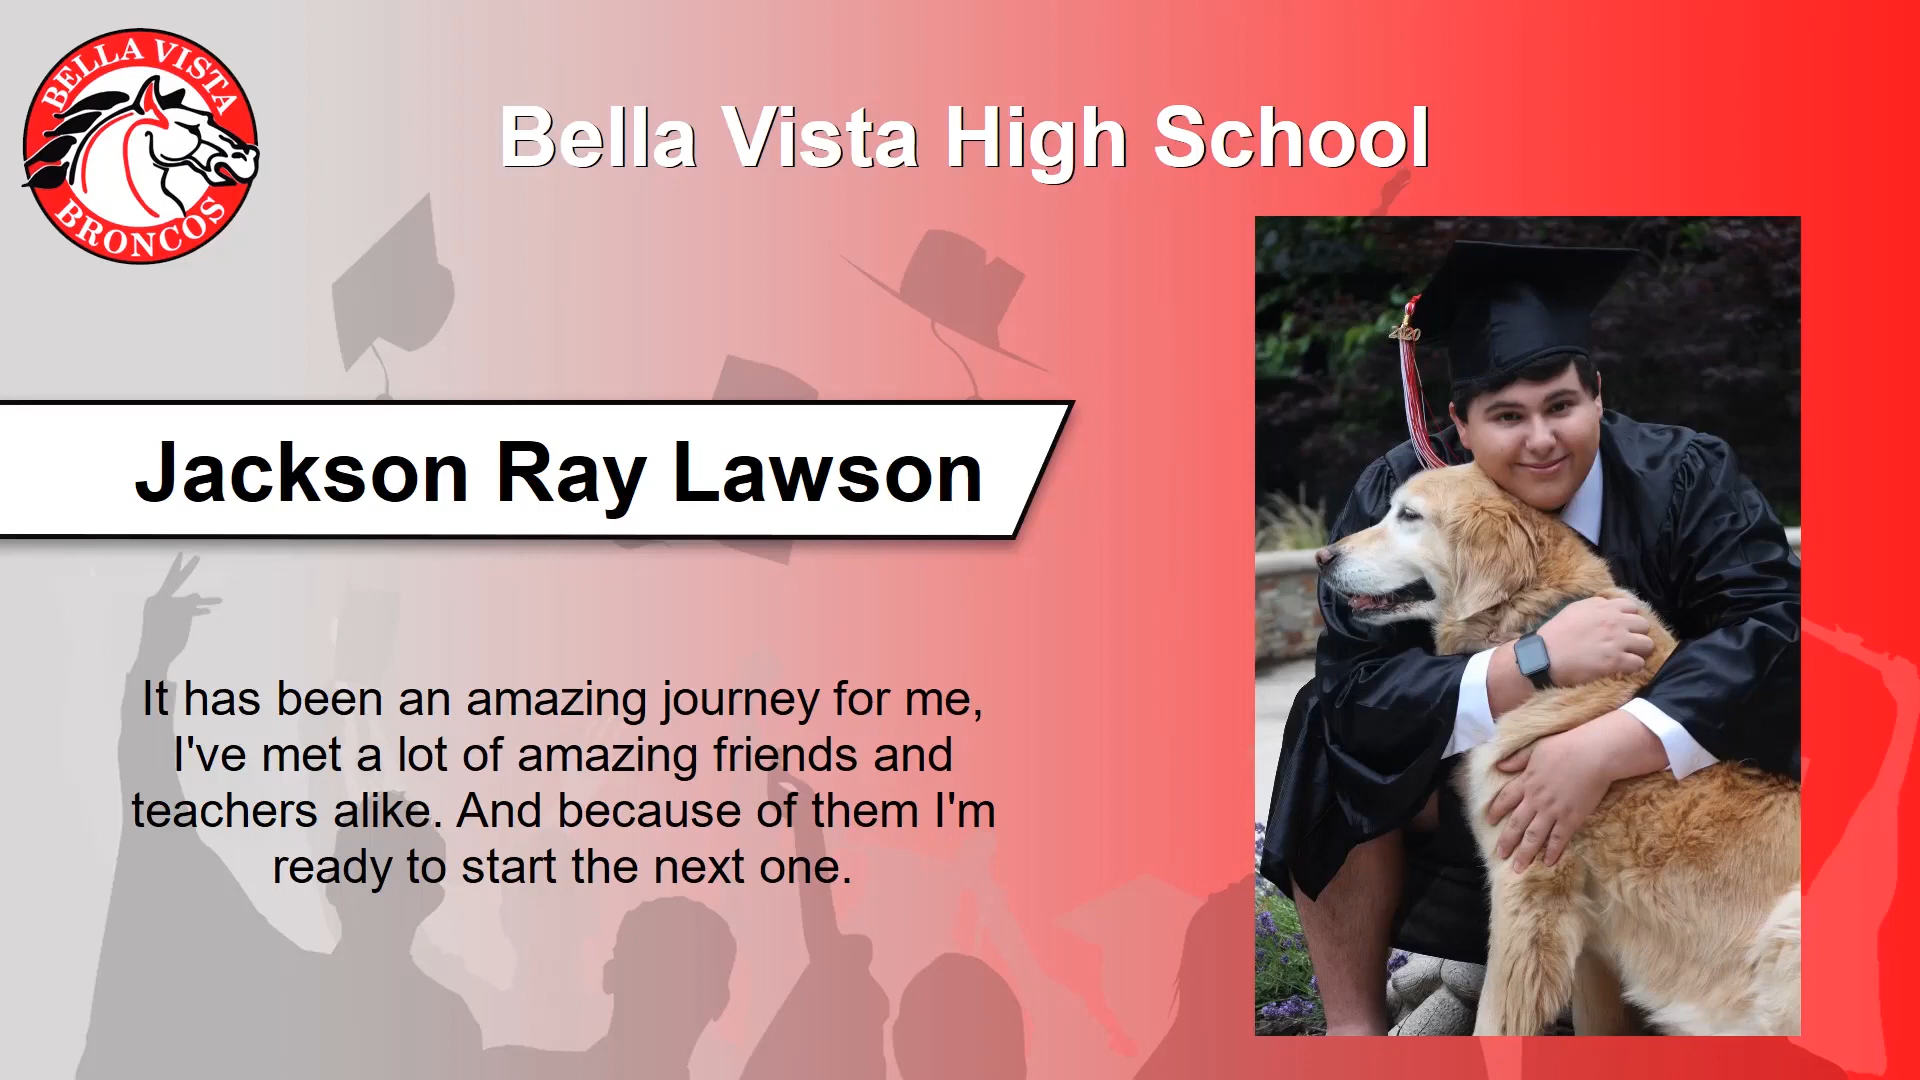 BELLA VISTA
BRONCOS
Bella Vista High School
2020
Jackson Ray Lawson
It has been an amazing journey for me,
I've met a lot of amazing friends and
teachers alike. And because of them I'm
ready to start the next one.